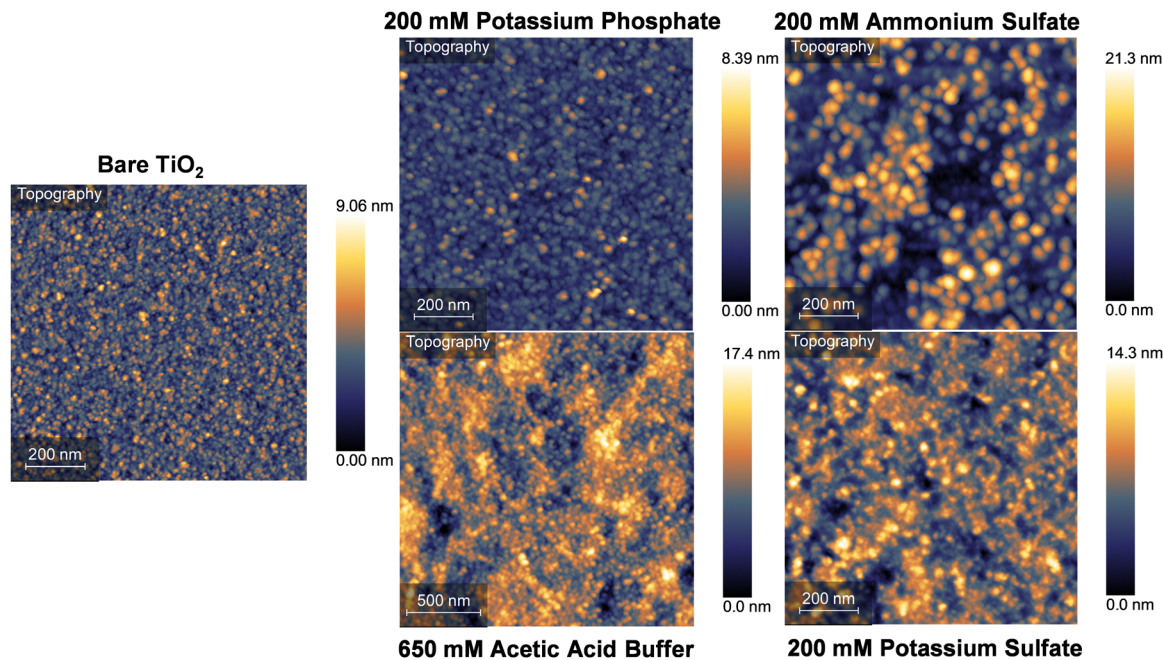 Bare TiO₂
Topography
200 nm
9.06 nm
0.00 nm
200 mM Potassium Phosphate
Topography
200 nm
8.39 nm
0.00 nm
200 mM Ammonium Sulfate
Topography
200 nm
21.3 nm
0.0 nm
Topography
500 nm
17.4 nm
0.0 nm
650 mM Acetic Acid Buffer
Topography
200 nm
14.3 nm
0.0 nm
200 mM Potassium Sulfate